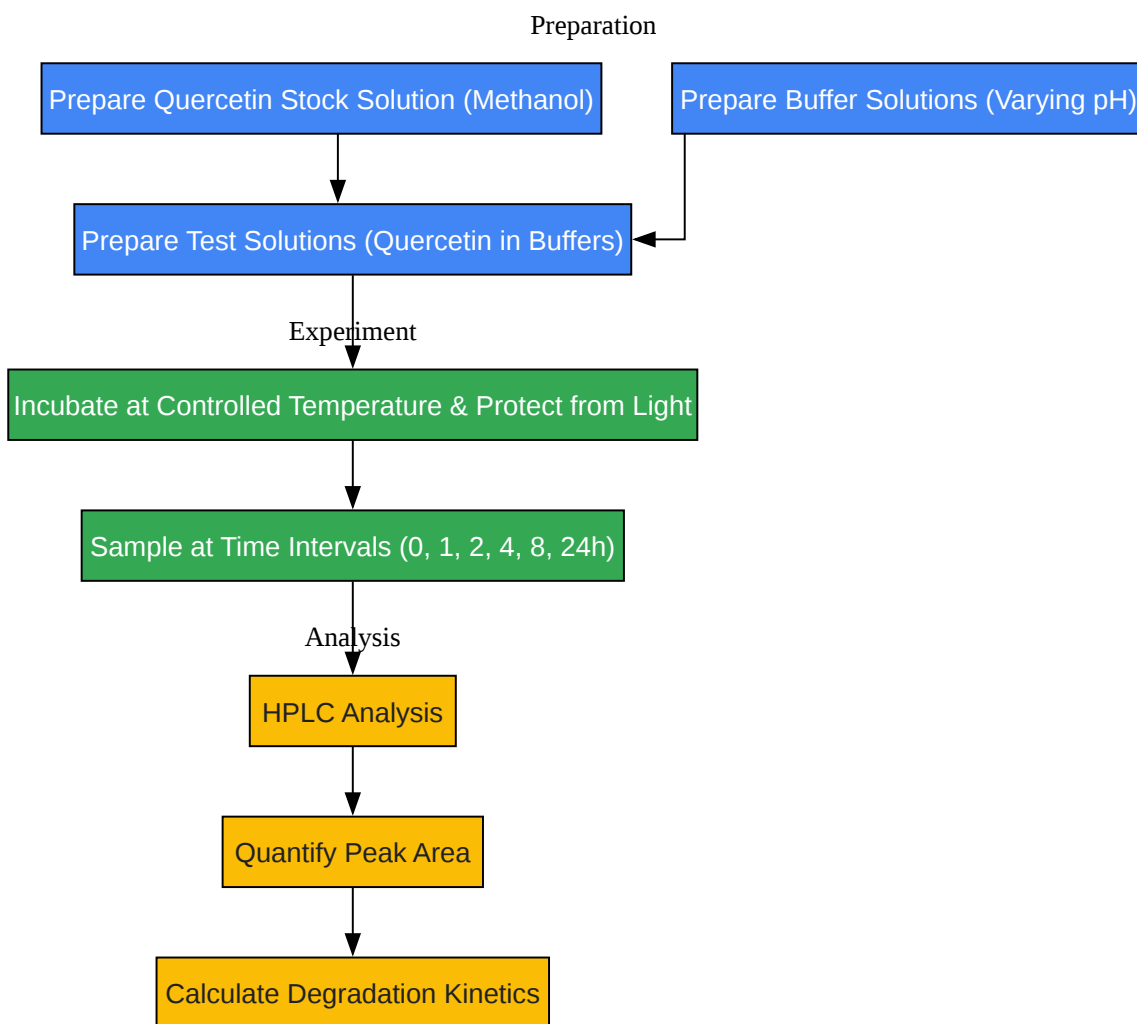 Preparation
Prepare Quercetin Stock Solution (Methanol)
Prepare Buffer Solutions (Varying pH)
Prepare Test Solutions (Quercetin in Buffers)
Experiment
Incubate at Controlled Temperature & Protect from Light
Sample at Time Intervals (0, 1, 2, 4, 8, 24h)
Analysis
HPLC Analysis
Quantify Peak Area
Calculate Degradation Kinetics